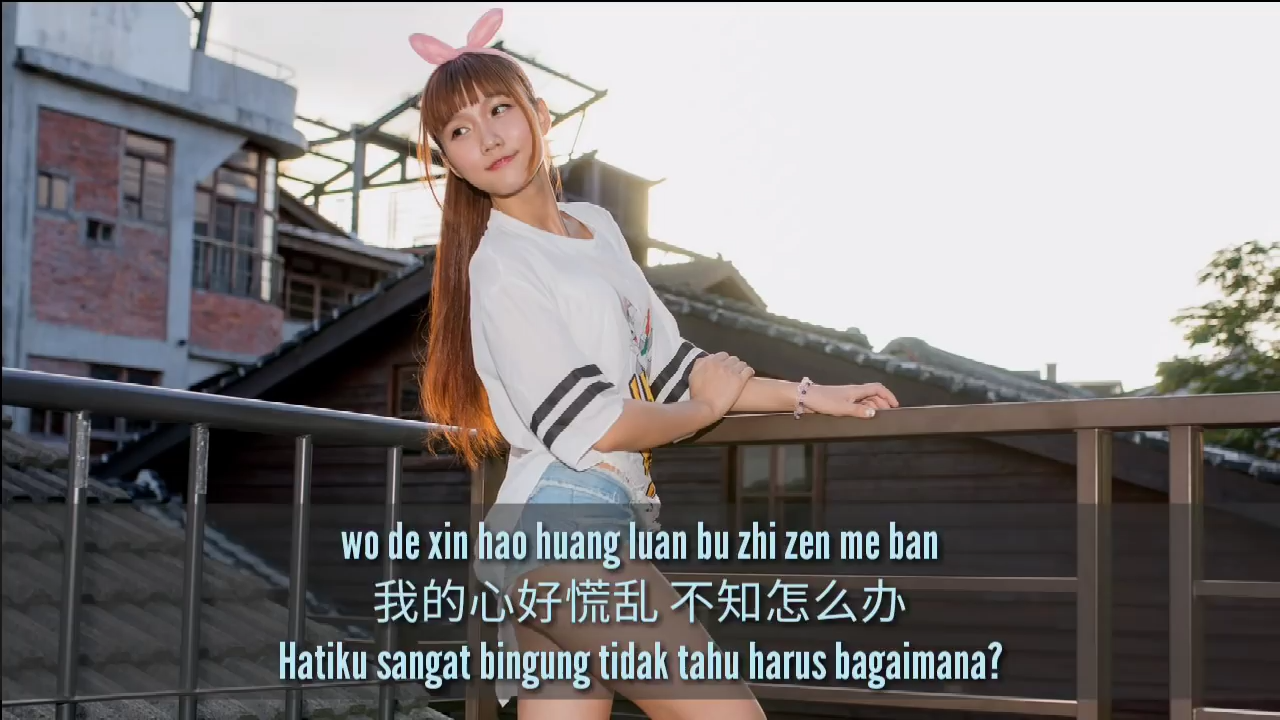 wo de xin hao huang luan bu zhi zen me ban
我的心好慌乱 不知怎么办
Hatiku sangat bingung tidak tahu harus bagaimana?